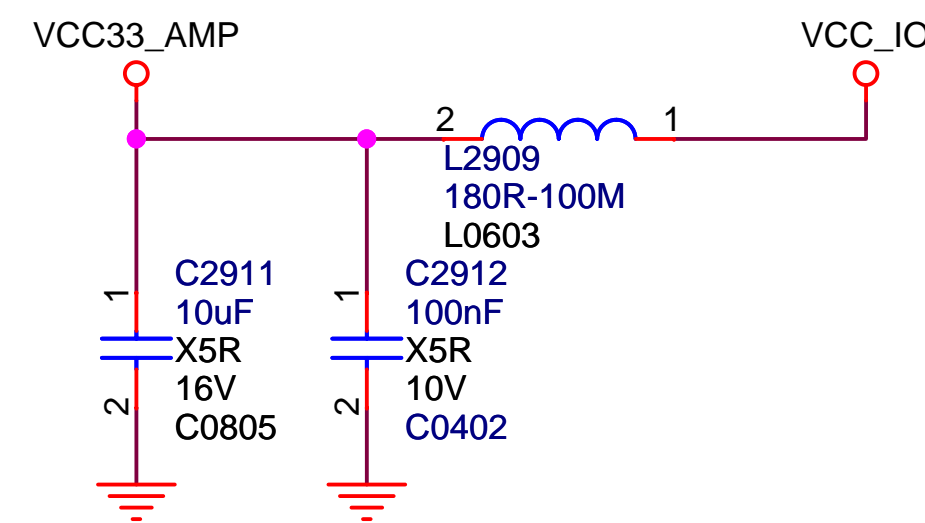 VCC33_AMP
VCC_IO
2
1
L2909
180R-100M
L0603
C2911
10uF
X5R
16V
C0805
1
2
C2912
100nF
X5R
10V
C0402
1
2